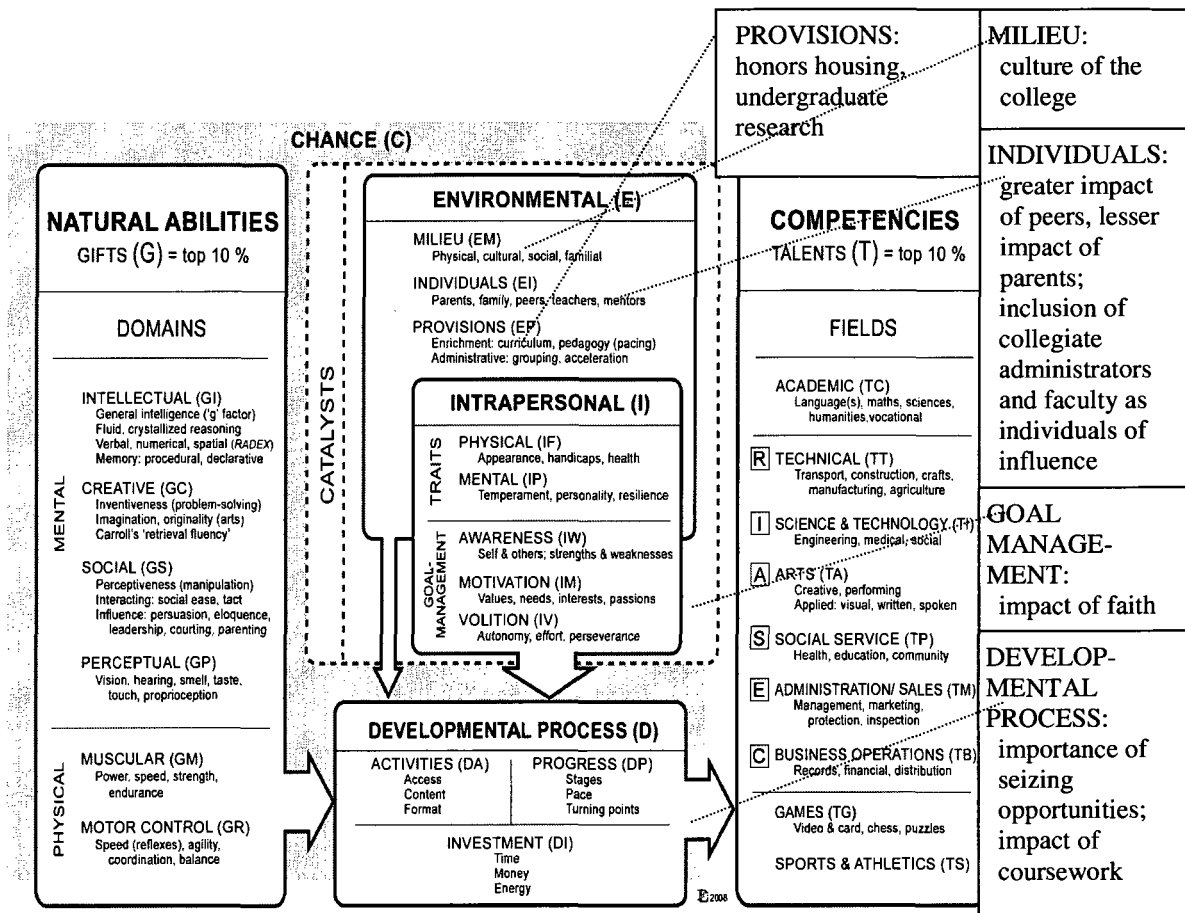 PROVISIONS:
honors housing,
undergraduate
research
MILIEU:
culture of the
college
INDIVIDUALS:
greater impact
of peers, lesser
impact of
parents;
inclusion of
collegiate
administrators
and faculty as
individuals of
influence
GOAL
MANAGE-
MENT:
impact of faith
DEVELOP-
MENTAL
PROCESS:
importance of
seizing
opportunities;
impact of
coursework
CHANCE (C)
NATURAL ABILITIES
GIFTS (G) = top 10 %
DOMAINS
MENTAL
INTELLECTUAL (GI)
General intelligence ('g' factor)
Fluid, crystallized reasoning
Verbal, numerical, spatial (RADEX)
Memory: procedural, declarative
CREATIVE (GC)
Inventiveness (problem-solving)
Imagination, originality (arts)
Carroll's 'retrieval fluency'
SOCIAL (GS)
Perceptiveness (manipulation)
Interacting: social ease, tact
Influence: persuasion, eloquence,
leadership, courting, parenting
PERCEPTUAL (GP)
Vision, hearing, smell, taste,
touch, proprioception
PHYSICAL
MUSCULAR (GM)
Power, speed, strength,
endurance
MOTOR CONTROL (GR)
Speed (reflexes), agility,
coordination, balance
CATALYSTS
ENVIRONMENTAL (E)
MILIEU (EM)
Physical, cultural, social, familial
INDIVIDUALS (EI)
Parents, family, peers, teachers, mentors
PROVISIONS (EP)
Enrichment: curriculum, pedagogy (pacing)
Administrative: grouping, acceleration
INTRAPERSONAL (I)
TRAITS
PHYSICAL (IF)
Appearance, handicaps, health
MENTAL (IP)
Temperament, personality, resilience
GOAL-
MANAGEMENT
AWARENESS (IW)
Self & others; strengths & weaknesses
MOTIVATION (IM)
Values, needs, interests, passions
VOLITION (IV)
Autonomy, effort, perseverance
DEVELOPMENTAL PROCESS (D)
ACTIVITIES (DA)
Access
Content
Format
PROGRESS (DP)
Stages
Pace
Turning points
INVESTMENT (DI)
Time
Money
Energy
2008
COMPETENCIES
TALENTS (T) = top 10 %
FIELDS
ACADEMIC (TC)
Language(s), maths, sciences,
humanities, vocational
R TECHNICAL (TT)
Transport, construction, crafts,
manufacturing, agriculture
I SCIENCE & TECHNOLOGY (TI)
Engineering, medical, social
A ARTS (TA)
Creative, performing
Applied: visual, written, spoken
S SOCIAL SERVICE (TP)
Health, education, community
E ADMINISTRATION/ SALES (TM)
Management, marketing,
protection, inspection
C BUSINESS OPERATIONS (TB)
Records, financial, distribution
GAMES (TG)
Video & card, chess, puzzles
SPORTS & ATHLETICS (TS)